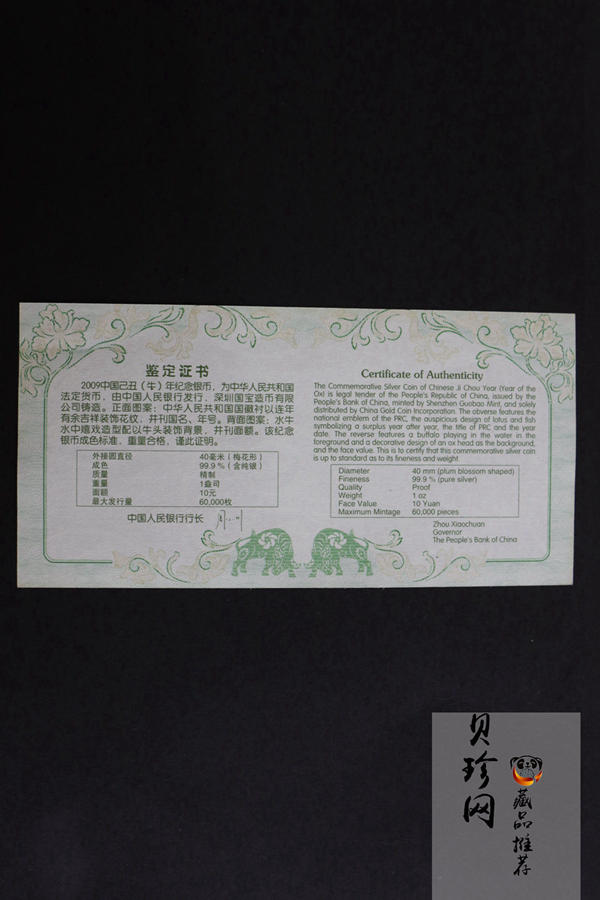 鉴定证书
2009中国己丑（牛）年纪念银币，为中华人民共和国
法定货币，由中国人民银行发行，深圳国宝造币有限
公司铸造。正面图案：中华人民共和国国徽衬以连年
有余吉祥装饰花纹，并刊国名、年号。背面图案：水牛
水中嬉戏造型配以牛头装饰背景，并刊面额。该纪念
银币成色标准，重量合格，谨此证明。
外接圆直径 40毫米（梅花形）
成色 99.9%（含纯银）
质量 精制
重量 1盎司
面额 10元
最大发行量 60,000枚
中国人民银行行长
Certificate of Authenticity
The Commemorative Silver Coin of Chinese Ji Chou Year (Year of the
Ox) is legal tender of the People's Republic of China, issued by the
People's Bank of China, minted by Shenzhen Guobao Mint, and solely
distributed by China Gold Coin Incorporation. The obverse features the
national emblem of the PRC, the auspicious design of lotus and fish
symbolizing a surplus year after year, the title of PRC and the year
date. The reverse features a buffalo playing in the water in the
foreground and a decorative design of an ox head as the background,
and the face value. This is to certify that this commemorative silver coin
is up to standard as to its fineness and weight.
Diameter 40 mm (plum blossom shaped)
Fineness 99.9 % (pure silver)
Quality Proof
Weight 1 oz
Face Value 10 Yuan
Maximum Mintage 60,000 pieces
Zhou Xiaochuan
Governor
The People's Bank of China
贝珍网
藏品推荐